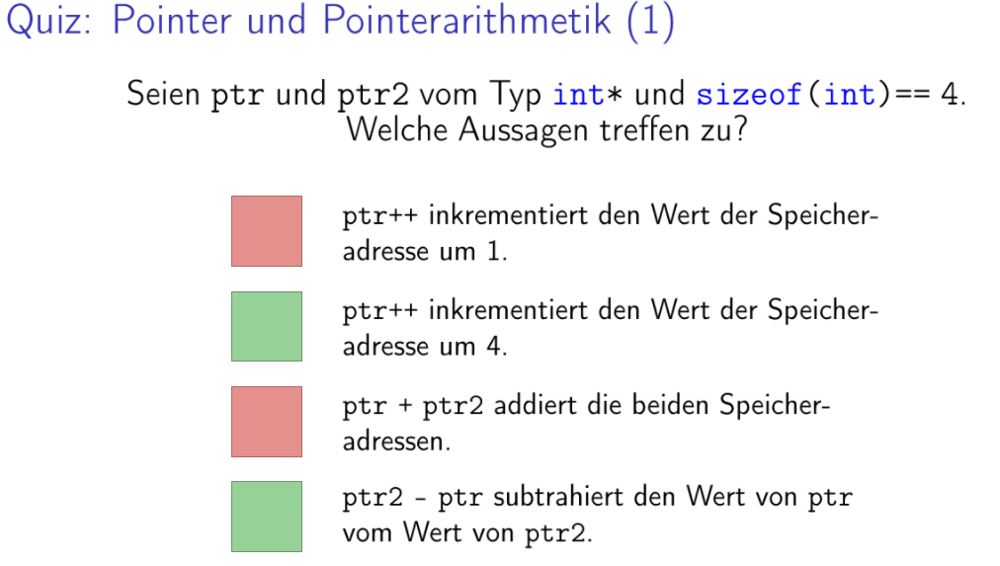 Quiz: Pointer und Pointerarithmetik (1)
Seien ptr und ptr2 vom Typ int* und sizeof(int)== 4.
Welche Aussagen treffen zu?
ptr++ inkrementiert den Wert der Speicher-
adresse um 1.
ptr++ inkrementiert den Wert der Speicher-
adresse um 4.
ptr + ptr2 addiert die beiden Speicher-
adressen.
ptr2 - ptr subtrahiert den Wert von ptr
vom Wert von ptr2.